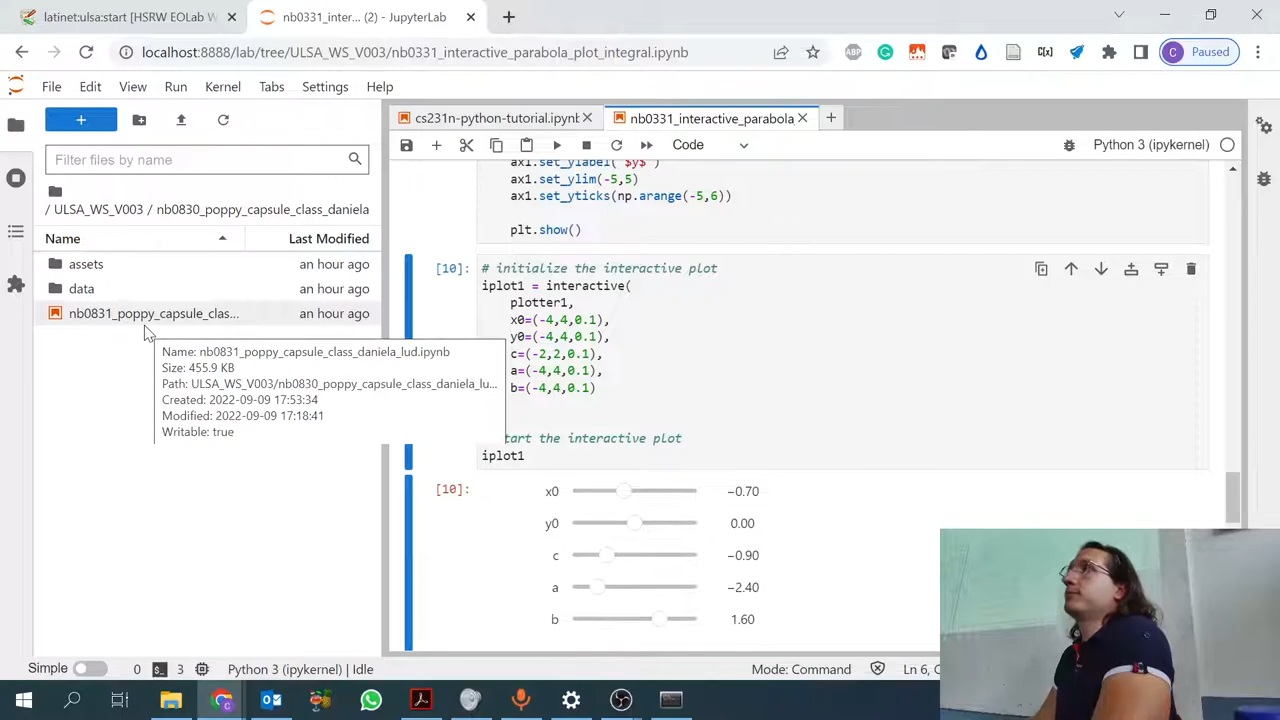 latinet:ulsa:start [HSRW EOLab W
nb0331_inter... (2) - JupyterLab
localhost:8888/lab/tree/ULSA_WS_V003/nb0331_interactive_parabola_plot_integral.ipynb
ABP
C[x]
C
Paused
File Edit View Run Kernel Tabs Settings Help
cs231n-python-tutorial.ipynb
nb0331_interactive_parabola
Code
Python 3 (ipykernel)
Filter files by name
/ ULSA_WS_V003 / nb0830_poppy_capsule_class_daniela
Name Last Modified
assets an hour ago
data an hour ago
nb0831_poppy_capsule_clas... an hour ago
Name: nb0831_poppy_capsule_class_daniela_lud.ipynb
Size: 455.9 KB
Path: ULSA_WS_V003/nb0830_poppy_capsule_class_daniela_lu...
Created: 2022-09-09 17:53:34
Modified: 2022-09-09 17:18:41
Writable: true
ax1.set_ylabel('$y$')
ax1.set_ylim(-5,5)
ax1.set_yticks(np.arange(-5,6))
plt.show()
[10]:
# initialize the interactive plot
iplot1 = interactive(
plotter1,
x0=(-4,4,0.1),
y0=(-4,4,0.1),
c=(-2,2,0.1),
a=(-4,4,0.1),
b=(-4,4,0.1)
tart the interactive plot
iplot1
[10]:
x0 −0.70
y0 0.00
c −0.90
a −2.40
b 1.60
Simple 0 3 Python 3 (ipykernel) | Idle Mode: Command Ln 6, C